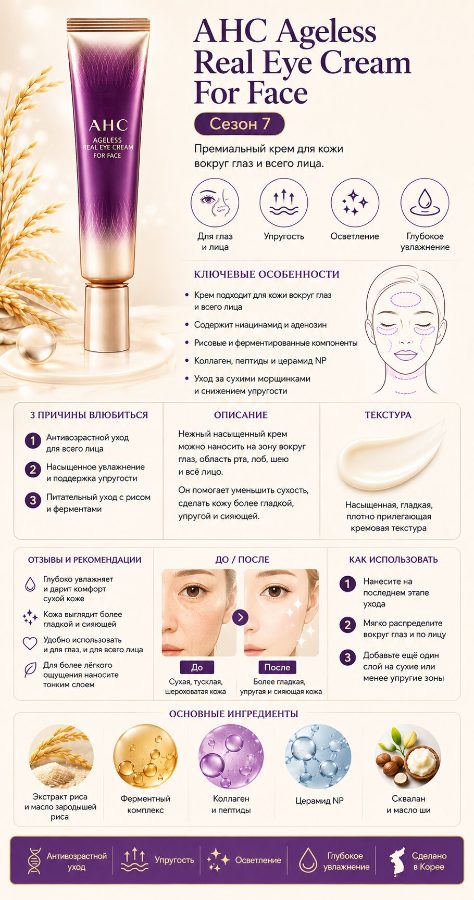 AHC Ageless
Real Eye Cream
For Face
Сезон 7
Премиальный крем для кожи
вокруг глаз и всего лица.
AHC
AGELESS
REAL EYE CREAM
FOR FACE
Для глаз
и лица
Упругость
Осветление
Глубокое
увлажнение
КЛЮЧЕВЫЕ ОСОБЕННОСТИ
• Крем подходит для кожи вокруг глаз
и всего лица
• Содержит ниацинамид и аденозин
• Рисовые и ферментированные компоненты
• Коллаген, пептиды и церамид NP
• Уход за сухими морщинками
и снижением упругости
3 ПРИЧИНЫ ВЛЮБИТЬСЯ
1 Антивозрастной уход
для всего лица
2 Насыщенное увлажнение
и поддержка упругости
3 Питательный уход с рисом
и ферментами
ОПИСАНИЕ
Нежный насыщенный крем
можно наносить на зону вокруг
глаз, область рта, лоб, шею
и всё лицо.
Он помогает уменьшить сухость,
сделать кожу более гладкой,
упругой и сияющей.
ТЕКСТУРА
Насыщенная, гладкая,
плотно прилегающая
кремовая текстура
ОТЗЫВЫ И РЕКОМЕНДАЦИИ
Глубоко увлажняет
и дарит комфорт
сухой коже
Кожа выглядит более
гладкой и сияющей
Удобно использовать
и для глаз, и для всего лица
Для более лёгкого
ощущения наносите
тонким слоем
ДО / ПОСЛЕ
До
После
Сухая, тусклая,
шероховатая кожа
Более гладкая,
упругая и сияющая кожа
КАК ИСПОЛЬЗОВАТЬ
1 Нанесите на
последнем этапе
ухода
2 Мягко распределите
вокруг глаз и по лицу
3 Добавьте ещё один
слой на сухие или
менее упругие зоны
ОСНОВНЫЕ ИНГРЕДИЕНТЫ
Экстракт риса
и масло зародышей
риса
Ферментный
комплекс
Коллаген
и пептиды
Церамид NP
Сквалан
и масло ши
Антивозрастной
уход
Упругость
Осветление
Глубокое
увлажнение
Сделано
в Корее